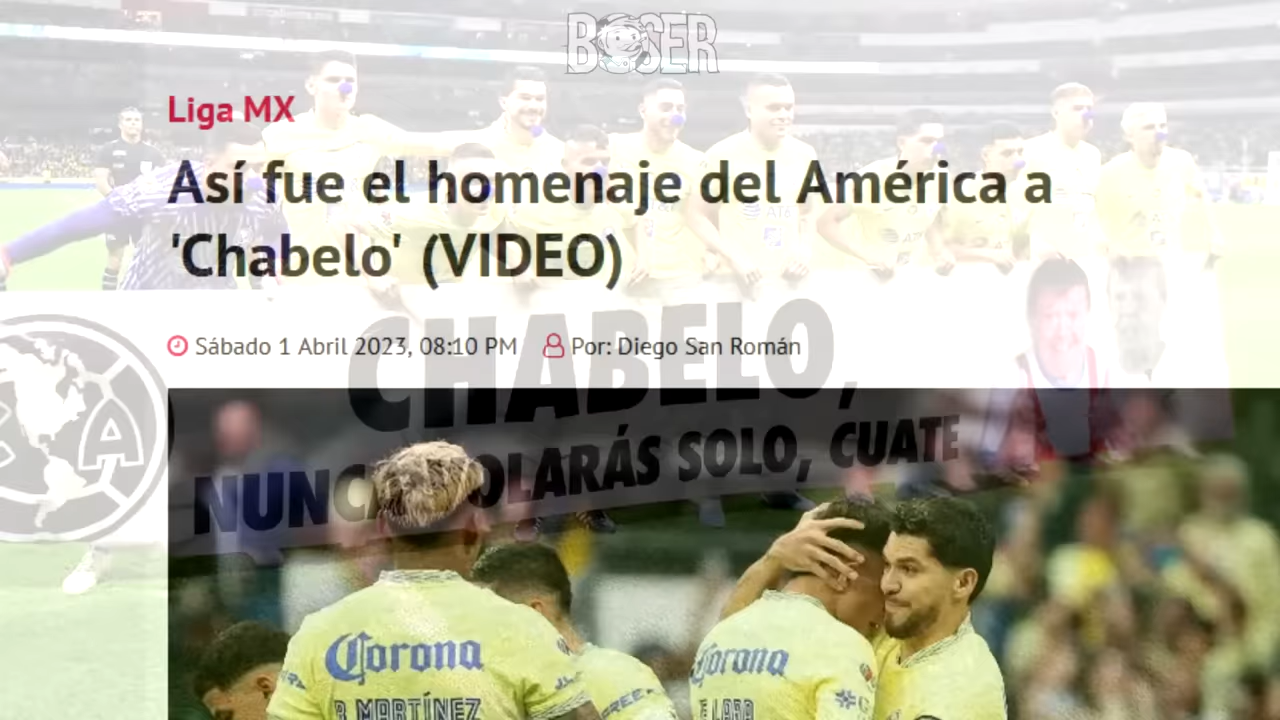 BOSER
Liga MX
Así fue el homenaje del América a
'Chabelo' (VIDEO)
Sábado 1 Abril 2023, 08:10 PM Por: Diego San Román
CHABELO,
SOLO, CUATE
Corona
Corona
MARTÍNEZ